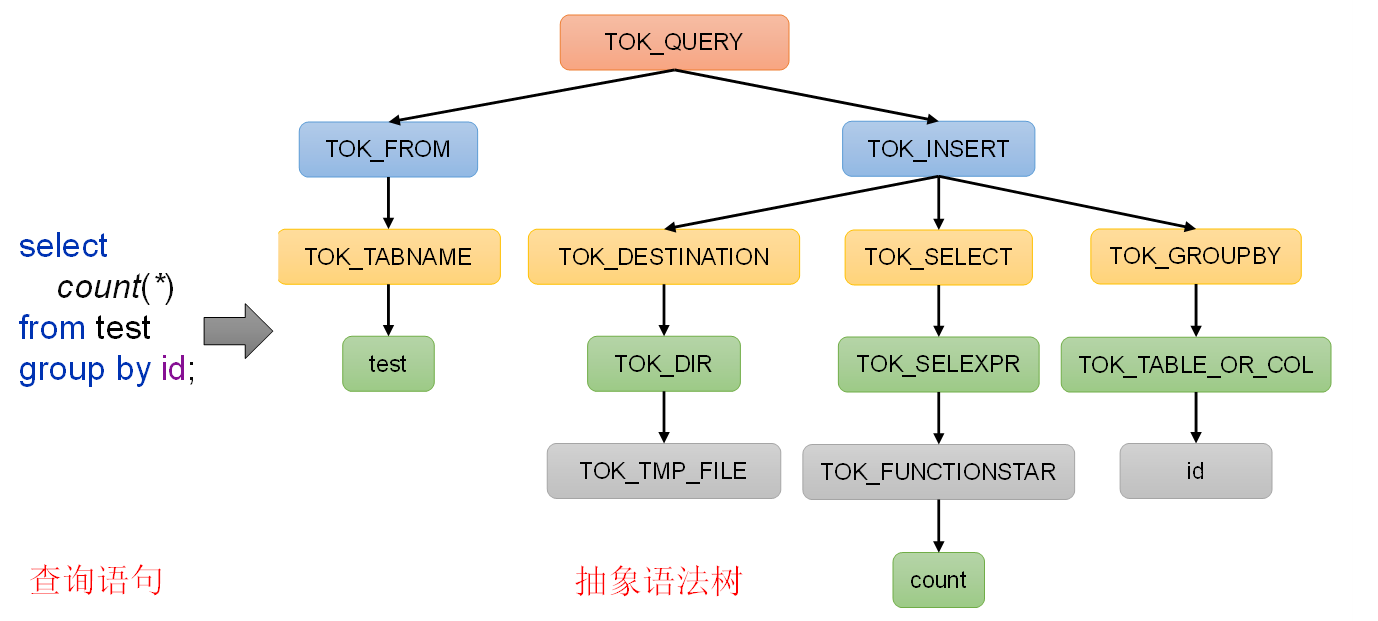 TOK_QUERY
TOK_FROM
TOK_INSERT
TOK_TABNAME
TOK_DESTINATION
TOK_SELECT
TOK_GROUPBY
select
count(*)
from test
group by id;
test
TOK_DIR
TOK_SELEXPR
TOK_TABLE_OR_COL
TOK_TMP_FILE
TOK_FUNCTIONSTAR
id
count
查询语句
抽象语法树